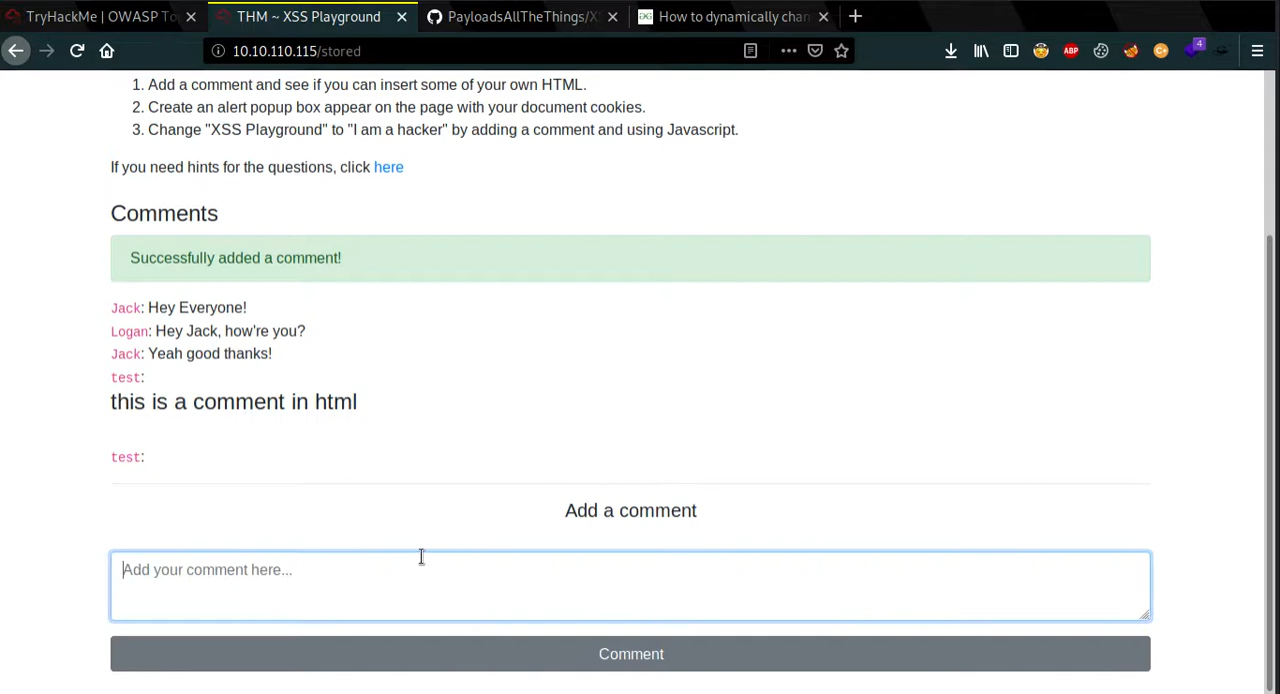 TryHackMe | OWASP To
THM ~ XSS Playground
PayloadsAllTheThings/X
How to dynamically chan
10.10.110.115/stored
ABP
4
1. Add a comment and see if you can insert some of your own HTML.
2. Create an alert popup box appear on the page with your document cookies.
3. Change "XSS Playground" to "I am a hacker" by adding a comment and using Javascript.
If you need hints for the questions, click here
Comments
Successfully added a comment!
Jack: Hey Everyone!
Logan: Hey Jack, how're you?
Jack: Yeah good thanks!
test:
this is a comment in html
test:
Add a comment
Add your comment here...
Comment